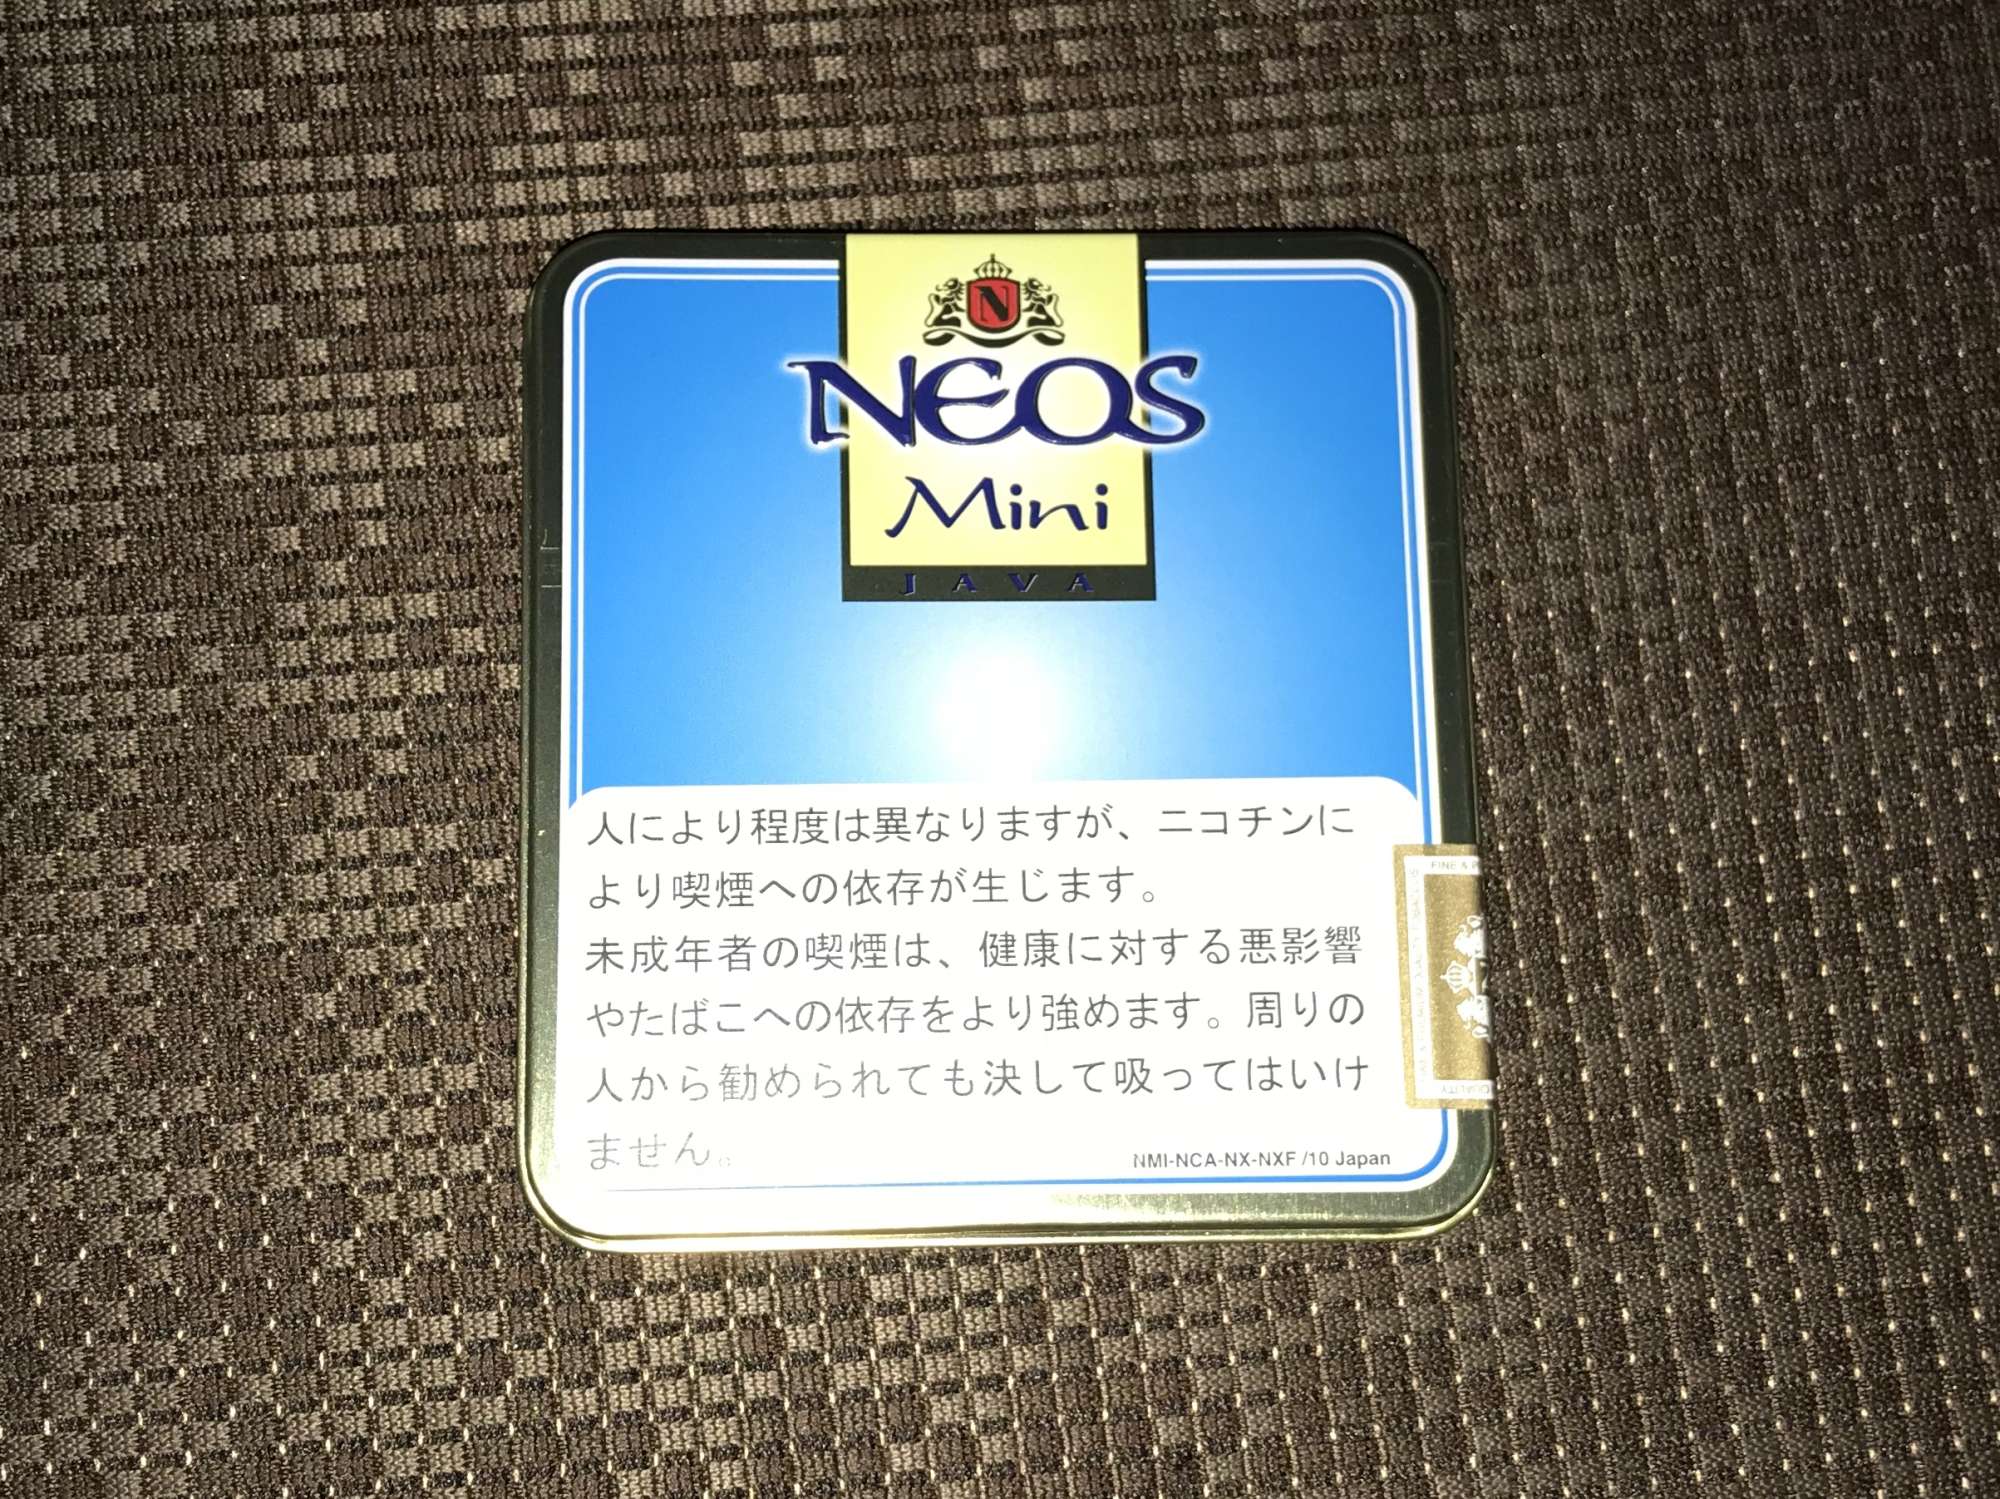 N
NEOS
Mini
JAVA
人により程度は異なりますが、ニコチンに
より喫煙への依存が生じます。
未成年者の喫煙は、健康に対する悪影響
やたばこへの依存をより強めます。周りの
人から勧められても決して吸ってはいけ
ません。
NMI-NCA-NX-NXF /10 Japan
FINE &
QUALITY